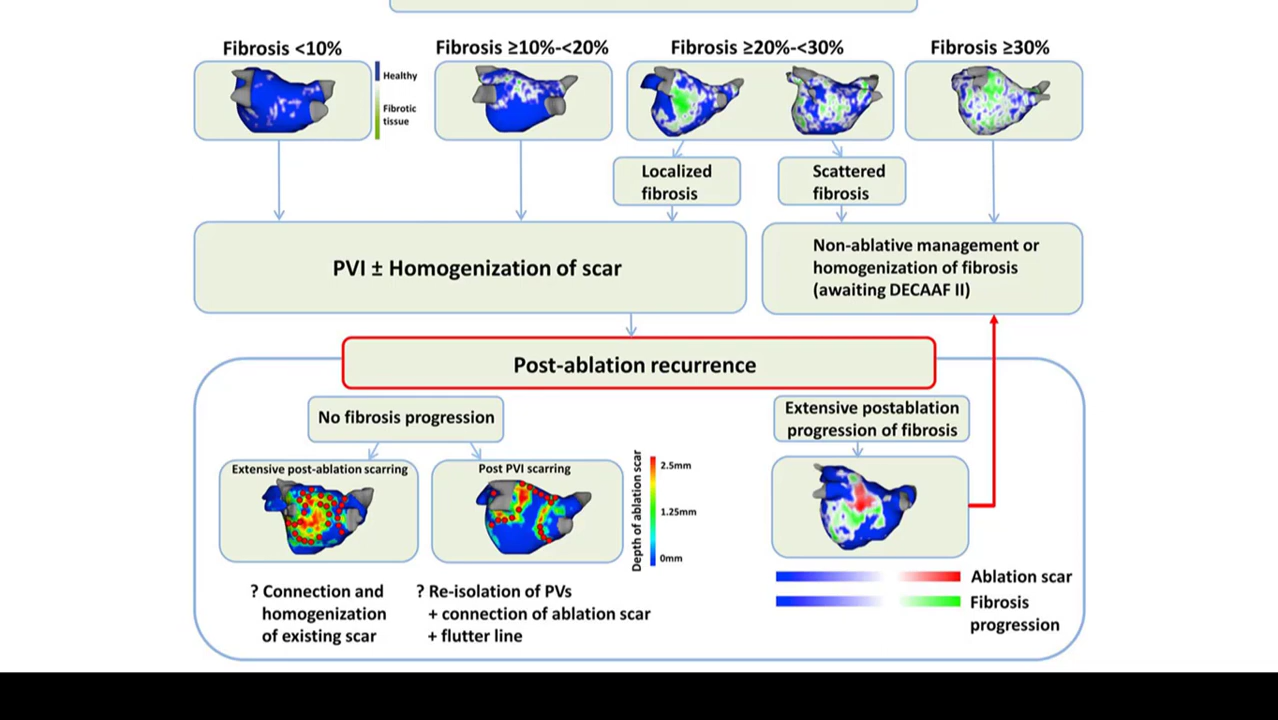 Fibrosis <10%
Fibrosis ≥10%-<20%
Fibrosis ≥20%-<30%
Fibrosis ≥30%
Healthy
Fibrotic
tissue
Localized
fibrosis
Scattered
fibrosis
PVI ± Homogenization of scar
Non-ablative management or
homogenization of fibrosis
(awaiting DECAAF II)
Post-ablation recurrence
No fibrosis progression
Extensive postablation
progression of fibrosis
Extensive post-ablation scarring
Post PVI scarring
Depth of ablation scar
2.5mm
1.25mm
0mm
? Connection and
homogenization
of existing scar
? Re-isolation of PVs
+ connection of ablation scar
+ flutter line
Ablation scar
Fibrosis
progression